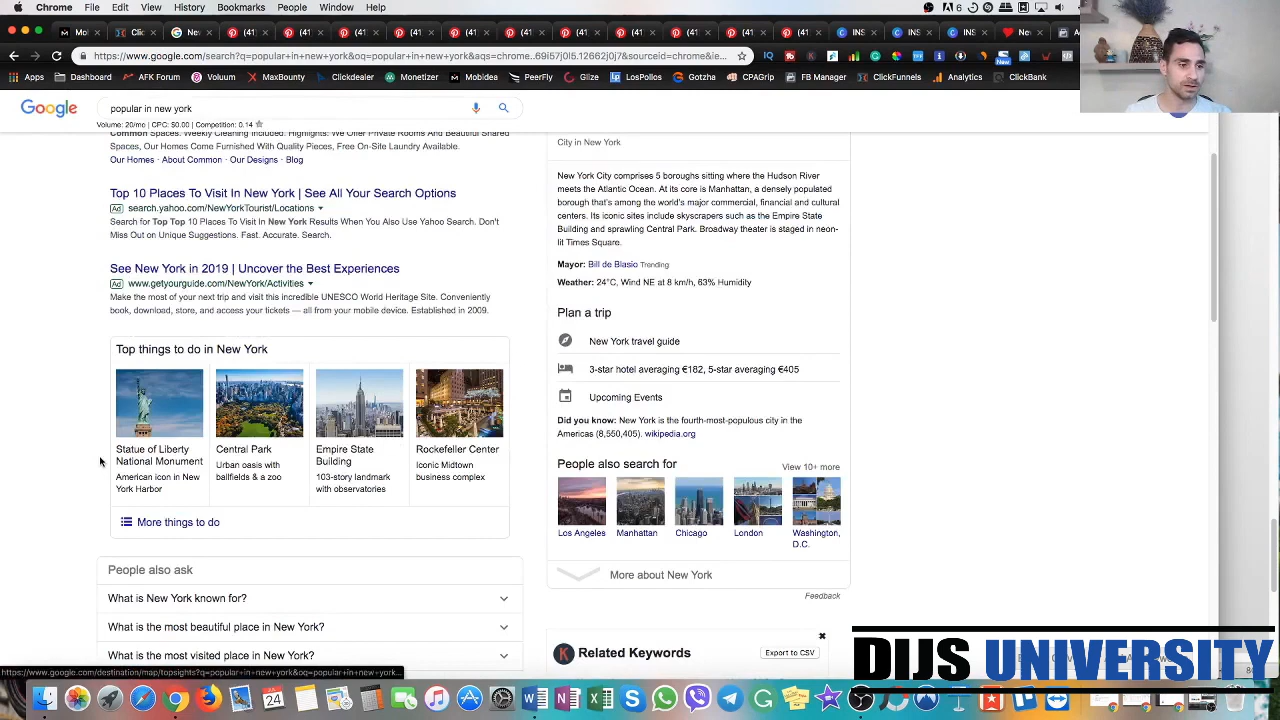 Chrome File Edit View History Bookmarks People Window Help
https://www.google.com/search?q=popular+in+new+york&oq=popular+in+new+york&aqs=chrome..69i57j0l5.12662j0j7&sourceid=chrome&ie...
Apps Dashboard AFK Forum Voluum MaxBounty Clickdealer Monetizer Mobidea PeerFly Glize LosPollos Gotzha CPAGrip FB Manager ClickFunnels Analytics ClickBank
Google
popular in new york
Volume: 20/mo | CPC: $0.00 | Competition: 0.14
Common Spaces. Weekly Cleaning Included. Highlights: We Offer Private Rooms And Beautiful Shared
Spaces, Our Homes Come Furnished With Quality Pieces, Free On-Site Laundry Available.
Our Homes · About Common · Our Designs · Blog
Top 10 Places To Visit In New York | See All Your Search Options
Ad search.yahoo.com/NewYorkTourist/Locations
Search for Top Top 10 Places To Visit In New York Results When You Also Use Yahoo Search. Don't
Miss Out on Unique Suggestions. Fast. Accurate. Search.
See New York in 2019 | Uncover the Best Experiences
Ad www.getyourguide.com/NewYork/Activities
Make the most of your next trip and visit this incredible UNESCO World Heritage Site. Conveniently
book, download, store, and access your tickets — all from your mobile device. Established in 2009.
Top things to do in New York
Statue of Liberty
National Monument
American icon in New
York Harbor
Central Park
Urban oasis with
ballfields & a zoo
Empire State
Building
103-story landmark
with observatories
Rockefeller Center
Iconic Midtown
business complex
More things to do
People also ask
What is New York known for?
What is the most beautiful place in New York?
What is the most visited place in New York?
https://www.google.com/destination/map/topsights?q=popular+in+new+york&oq=popular+in+new+york...
City in New York
New York City comprises 5 boroughs sitting where the Hudson River
meets the Atlantic Ocean. At its core is Manhattan, a densely populated
borough that's among the world's major commercial, financial and cultural
centers. Its iconic sites include skyscrapers such as the Empire State
Building and sprawling Central Park. Broadway theater is staged in neon-
lit Times Square.
Mayor: Bill de Blasio Trending
Weather: 24°C, Wind NE at 8 km/h, 63% Humidity
Plan a trip
New York travel guide
3-star hotel averaging €182, 5-star averaging €405
Upcoming Events
Did you know: New York is the fourth-most-populous city in the
Americas (8,550,405). wikipedia.org
People also search for
View 10+ more
Los Angeles
Manhattan
Chicago
London
Washington,
D.C.
More about New York
Feedback
Related Keywords
Export to CSV
DIJS UNIVERSITY